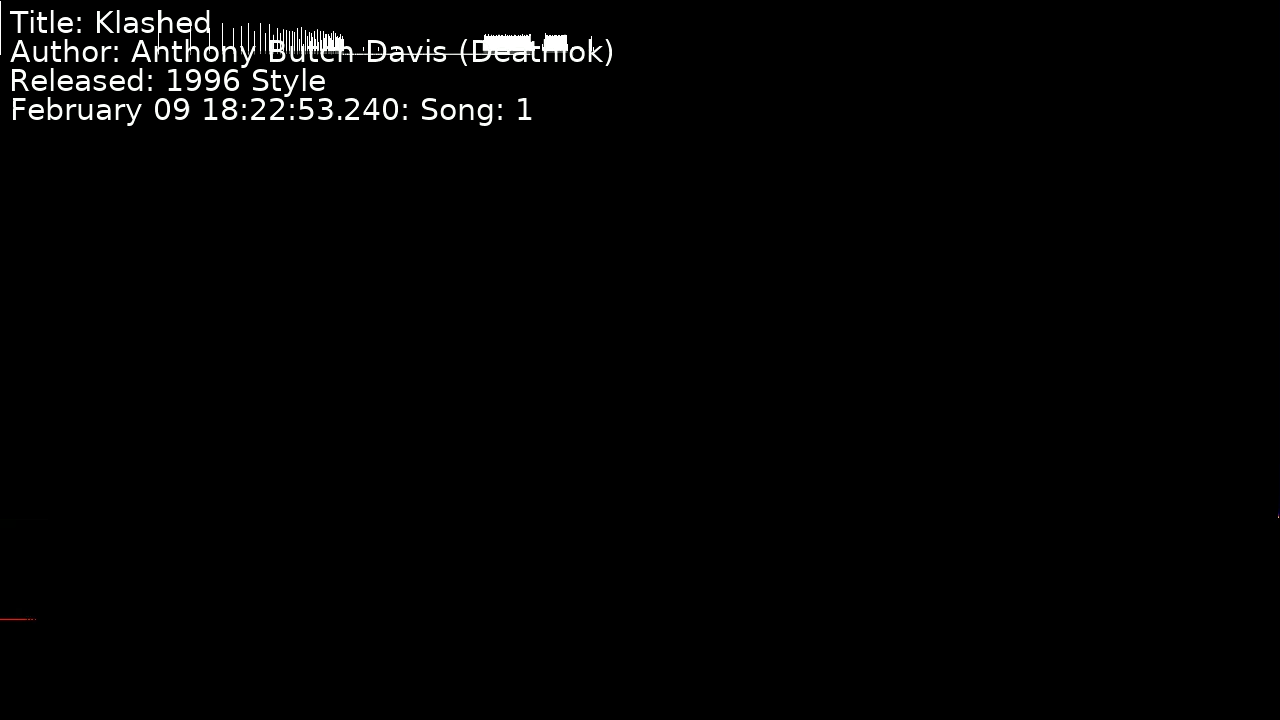 Title: Klashed
Author: Anthony Butch Davis (Deathlok)
Released: 1996 Style
February 09 18:22:53.240: Song: 1